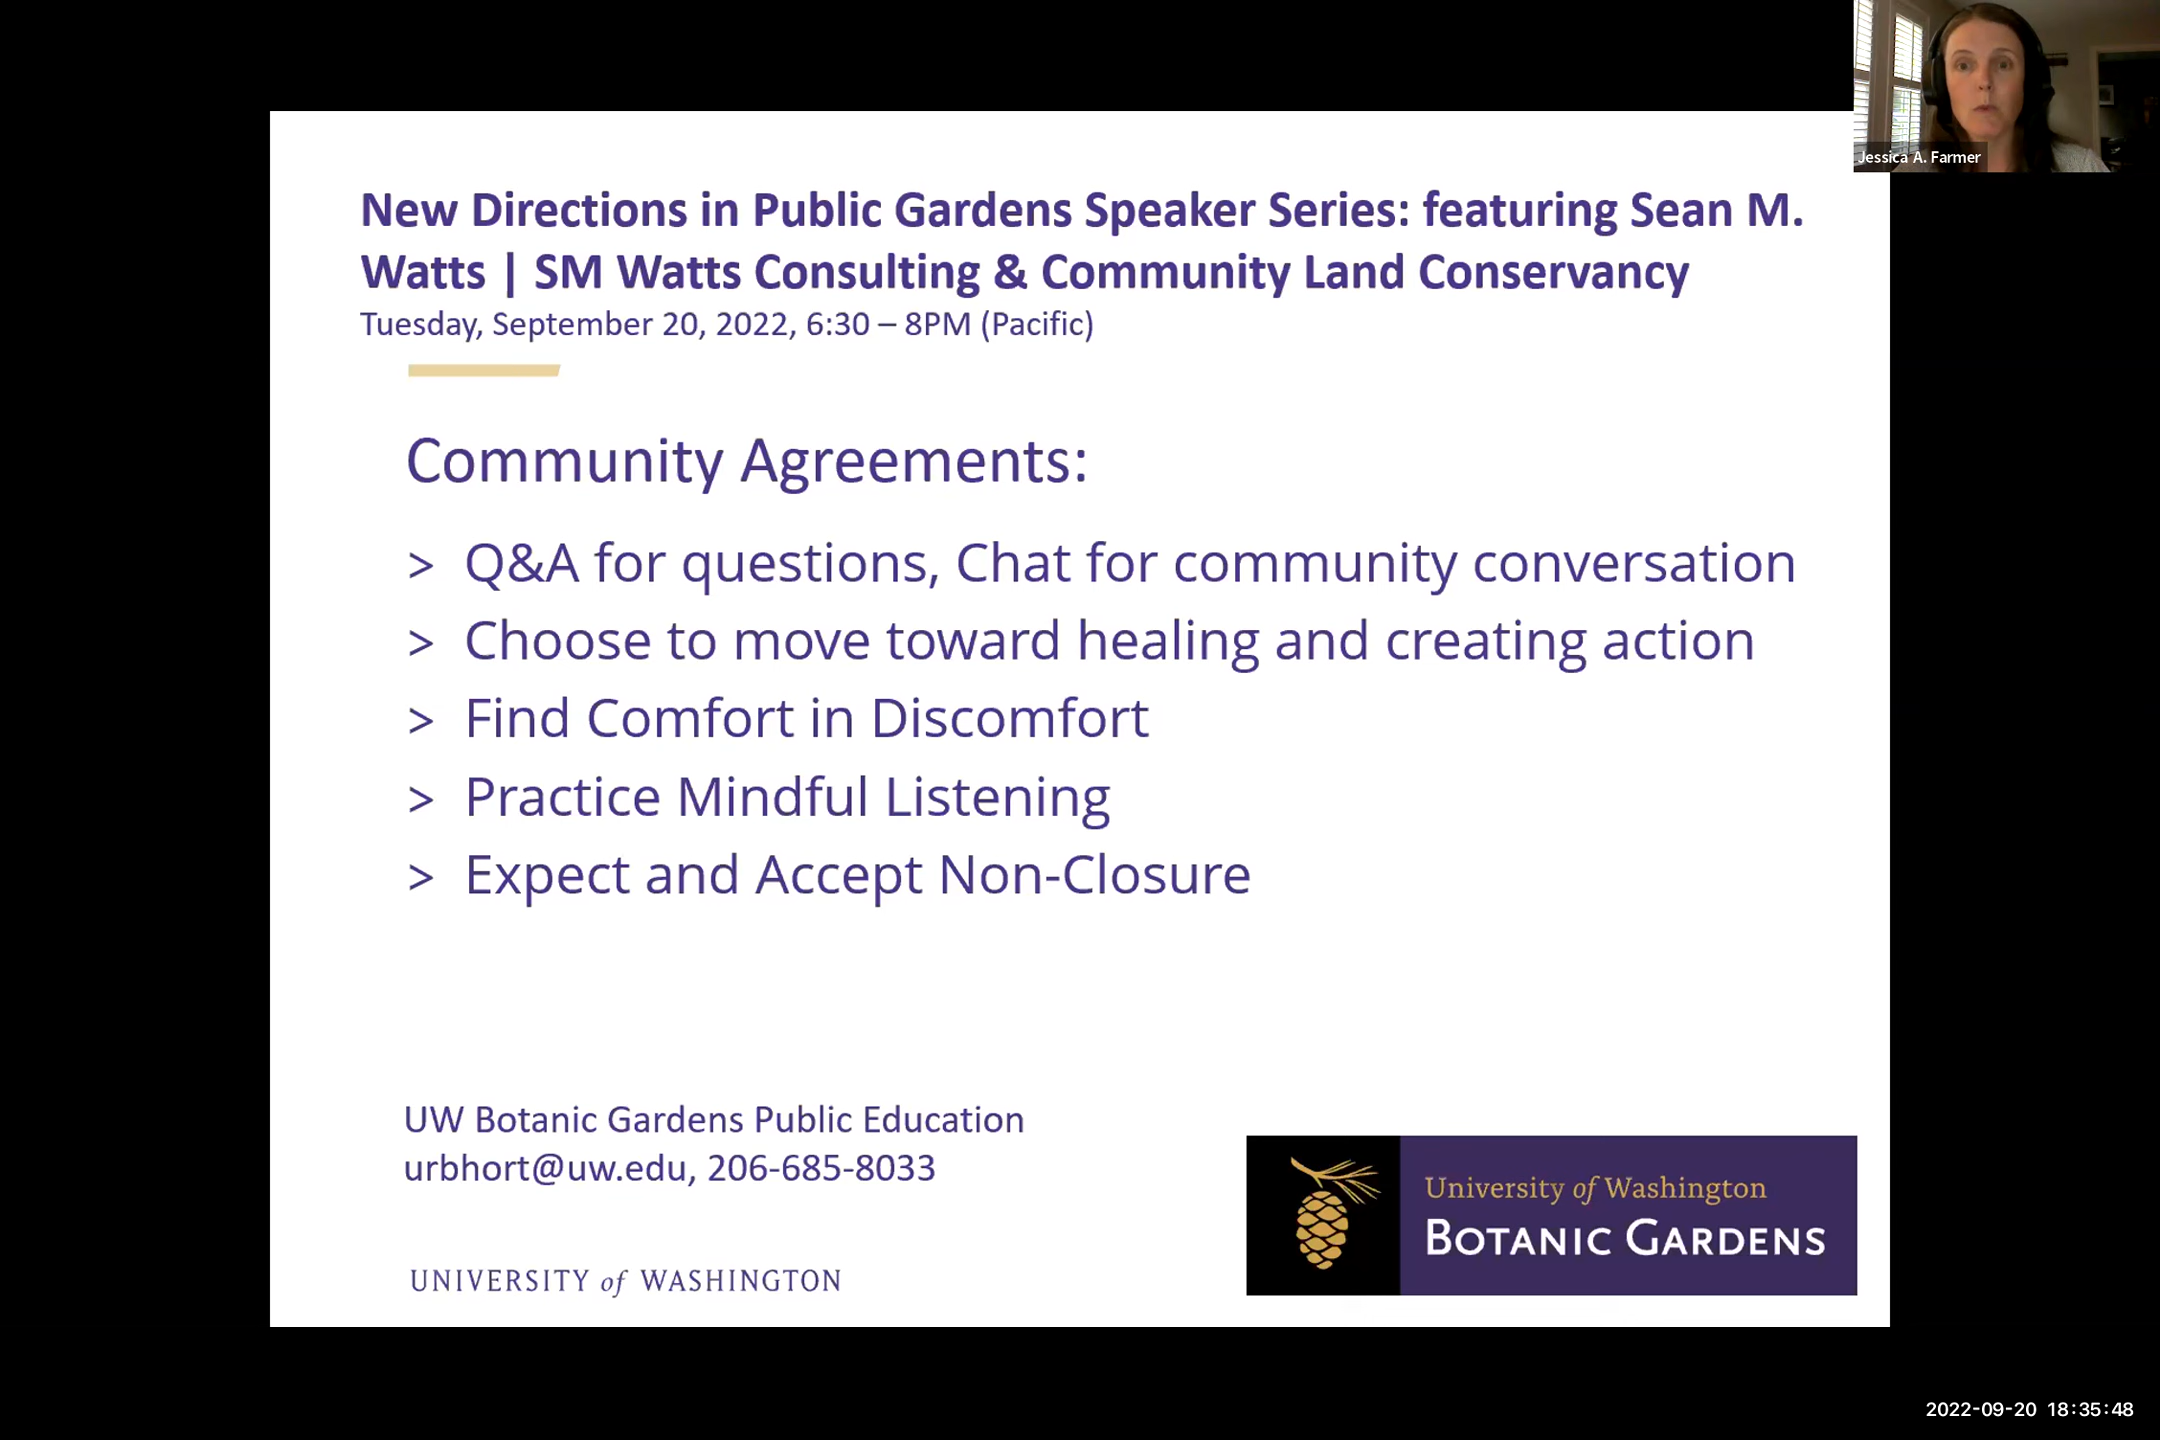 Jessica A. Farmer
New Directions in Public Gardens Speaker Series: featuring Sean M.
Watts | SM Watts Consulting & Community Land Conservancy
Tuesday, September 20, 2022, 6:30 – 8PM (Pacific)
Community Agreements:
> Q&A for questions, Chat for community conversation
> Choose to move toward healing and creating action
> Find Comfort in Discomfort
> Practice Mindful Listening
> Expect and Accept Non-Closure
UW Botanic Gardens Public Education
urbhort@uw.edu, 206-685-8033
University of Washington
BOTANIC GARDENS
UNIVERSITY of WASHINGTON
2022-09-20 18:35:48